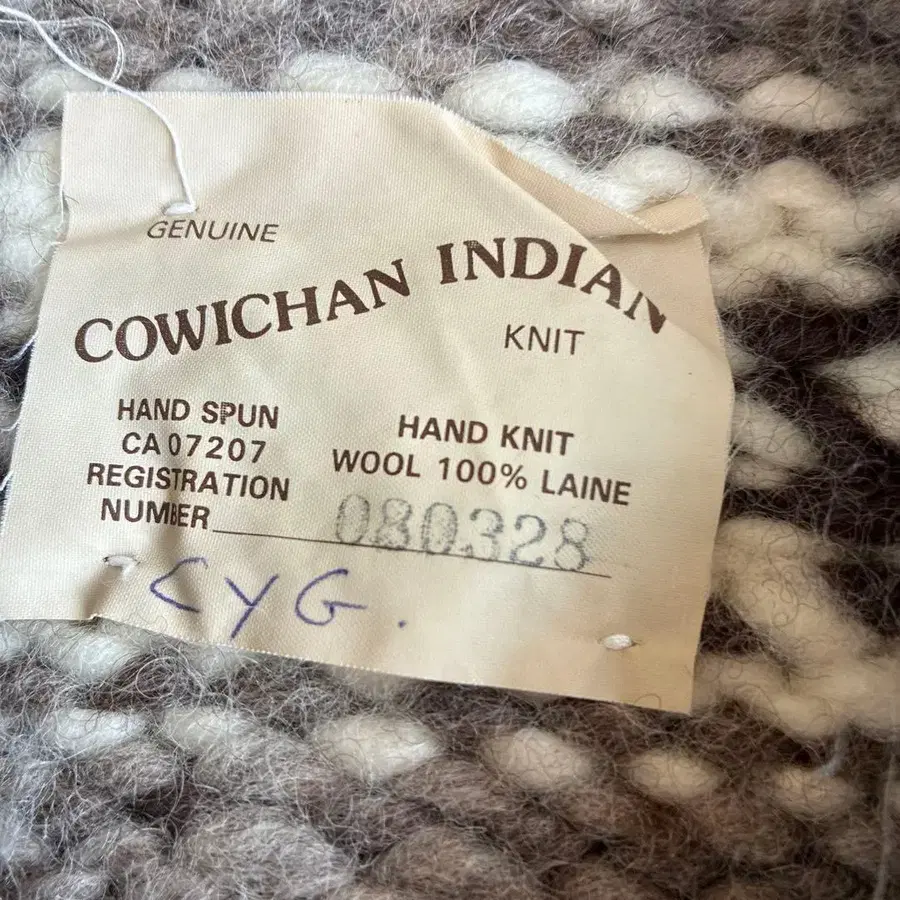 GENUINE
COWICHAN INDIAN
KNIT
HAND SPUN
CA 07207
REGISTRATION
NUMBER 080328
HAND KNIT
WOOL 100% LAINE
CYG.